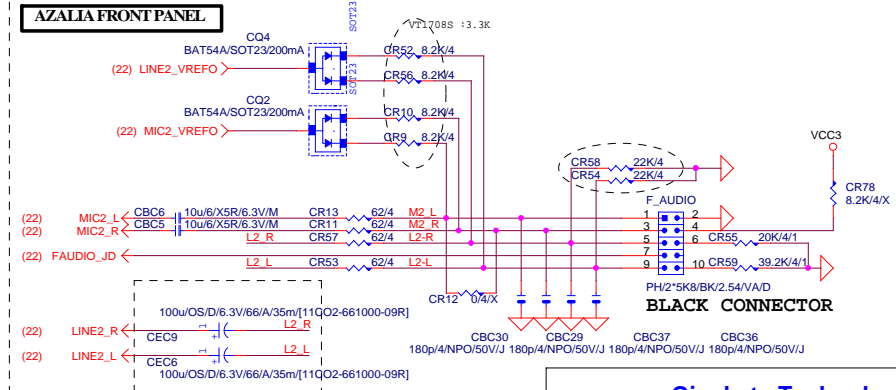 AZALIA FRONT PANEL
SOT23
VT1708S :3.3K
CQ4
BAT54A/SOT23/200mA
CR52 8.2K/4
(22) LINE2_VREFO
SOT23
CR56 8.2K/4
CQ2
BAT54A/SOT23/200mA
CR10 8.2K/4
(22) MIC2_VREFO
CR9 8.2K/4
VCC3
CR58 22K/4
CR54 22K/4
CR78
8.2K/4/X
F_AUDIO
(22) MIC2_L CBC6 10u/6/X5R/6.3V/M CR13 62/4 M2_L 1 2
(22) MIC2_R CBC5 10u/6/X5R/6.3V/M CR11 62/4 M2_R 3 4
L2_R CR57 62/4 L2-R 5 6 CR55 20K/4/1
(22) FAUDIO_JD 7
L2_L CR53 62/4 L2-L 9 10 CR59 39.2K/4/1
PH/2*5K8/BK/2.54/VA/D
BLACK CONNECTOR
CR12 0/4/X
100u/OS/D/6.3V/66/A/35m/[11CO2-661000-09R]
(22) LINE2_R 1 + L2_R
CEC9
(22) LINE2_L 1 + L2_L
CEC6
100u/OS/D/6.3V/66/A/35m/[11CO2-661000-09R]
CBC30 CBC29 CBC37 CBC36
180p/4/NPO/50V/J 180p/4/NPO/50V/J 180p/4/NPO/50V/J 180p/4/NPO/50V/J